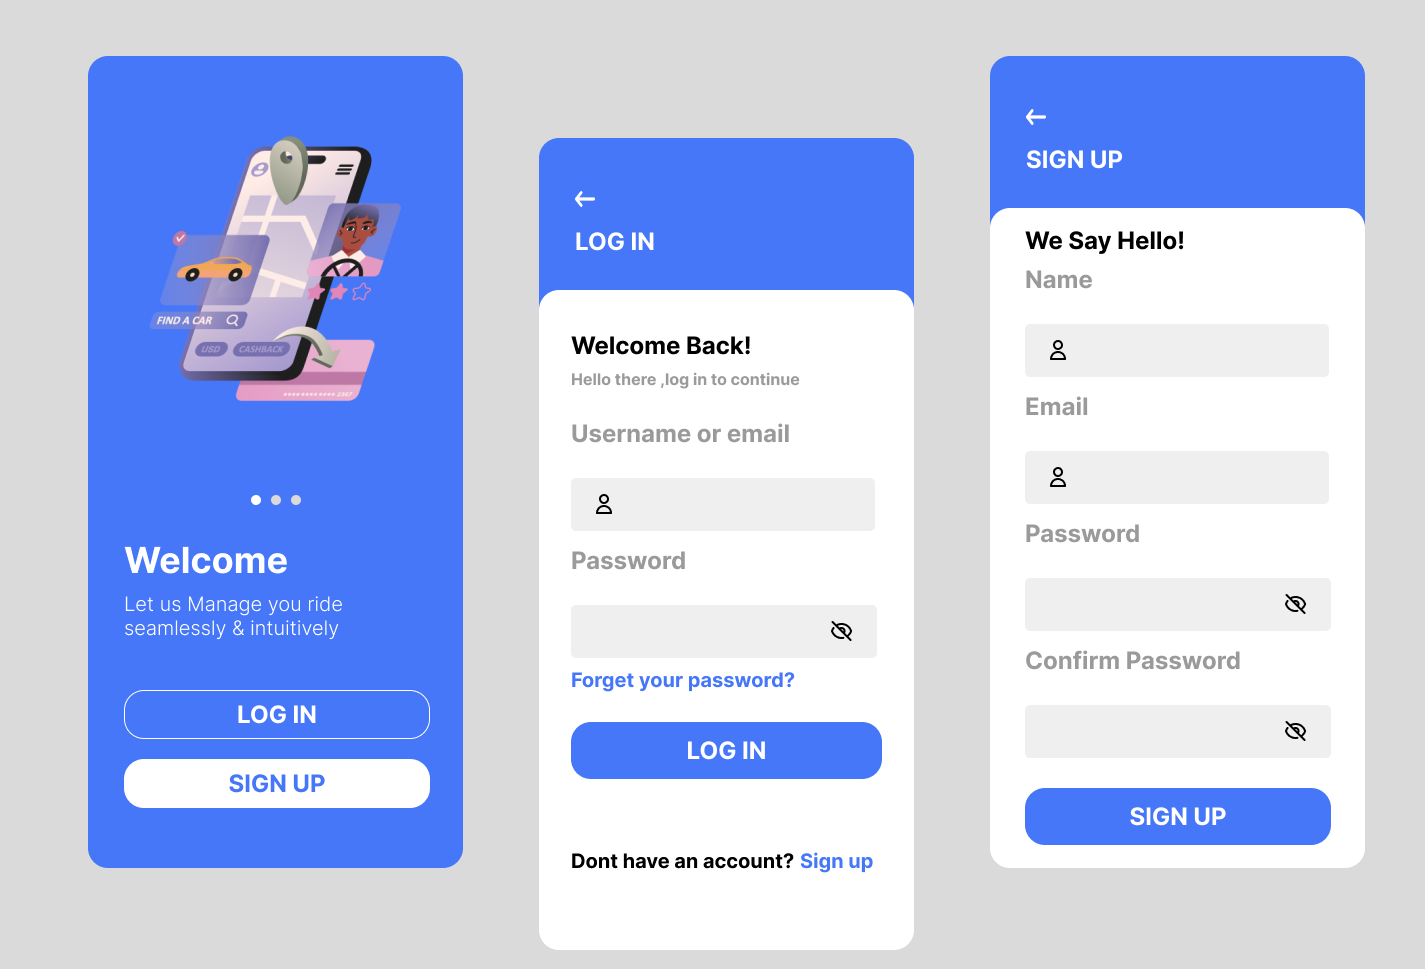 FIND A CAR
USD
CASHBACK
**** **** **** 2367
Welcome
Let us Manage you ride
seamlessly & intuitively
LOG IN
SIGN UP
LOG IN
Welcome Back!
Hello there ,log in to continue
Username or email
Password
Forget your password?
LOG IN
Dont have an account? Sign up
SIGN UP
We Say Hello!
Name
Email
Password
Confirm Password
SIGN UP